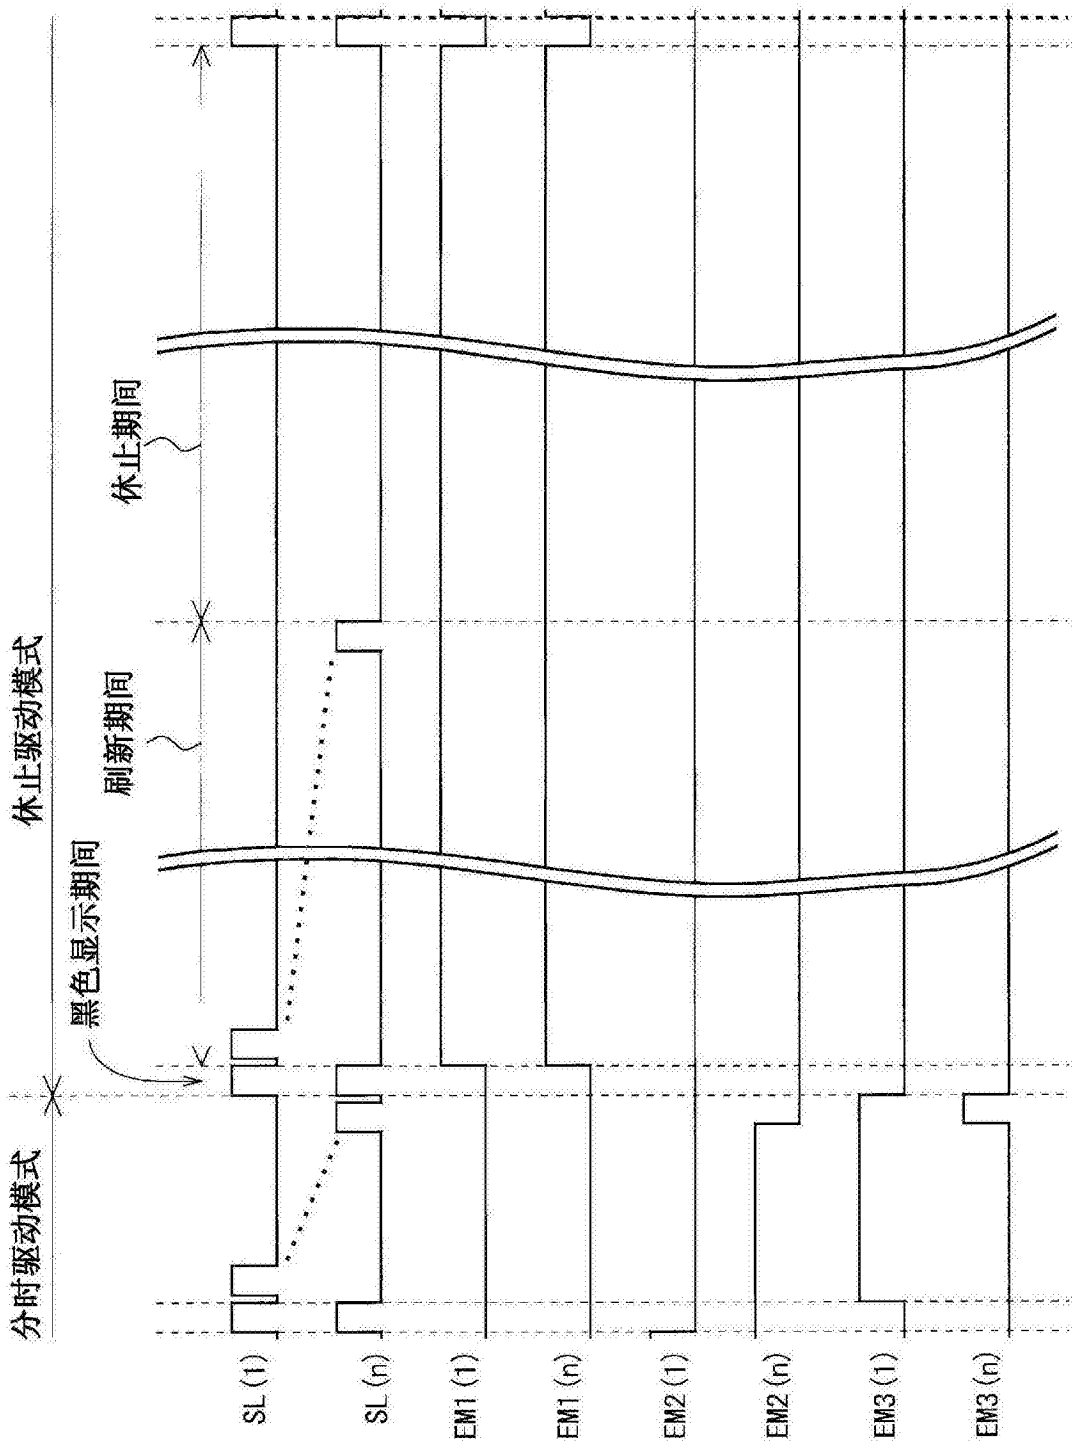 分时驱动模式
休止驱动模式
黑色显示期间
刷新期间
休止期间
SL(1)
SL(n)
EM1(1)
EM1(n)
EM2(1)
EM2(n)
EM3(1)
EM3(n)